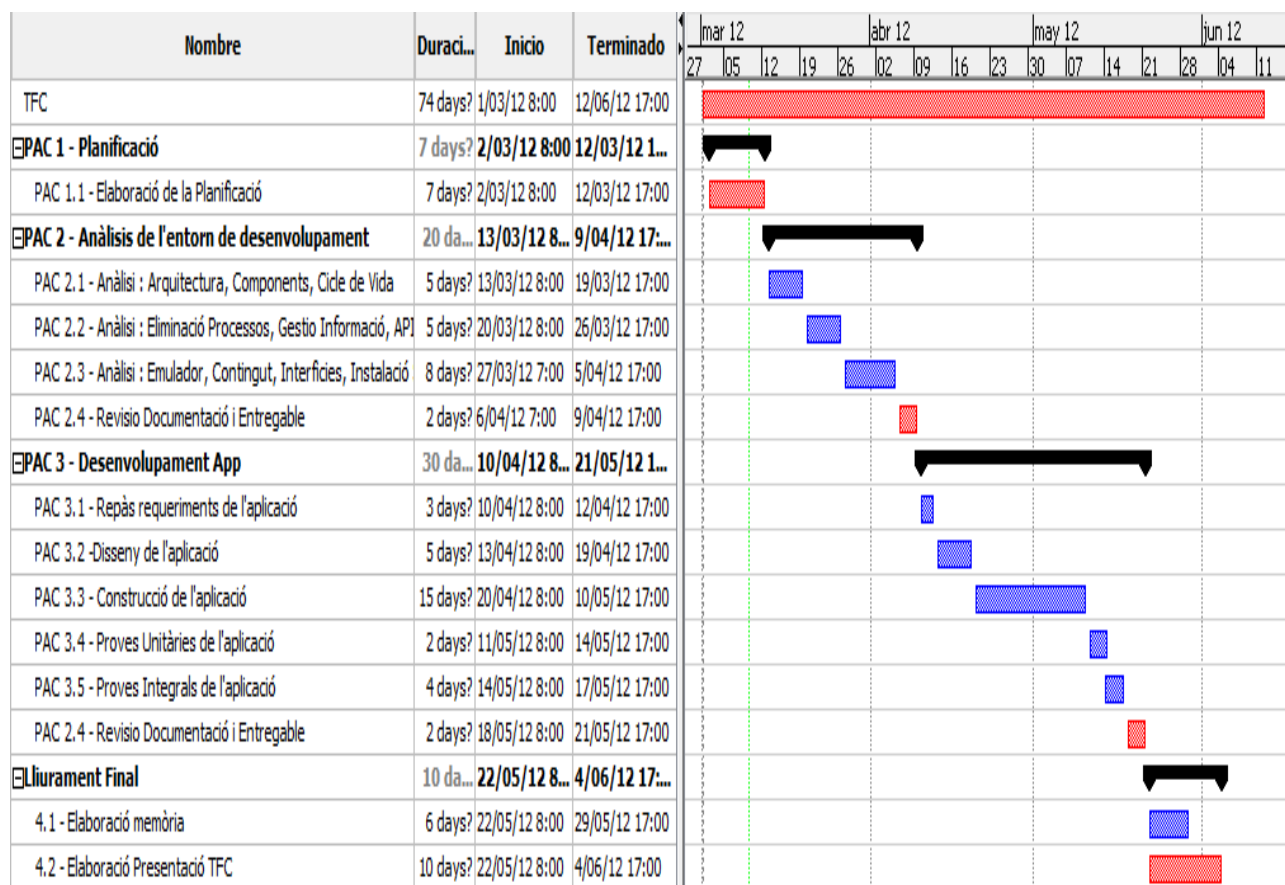 Nombre Duraci... Inicio Terminado
mar 12 abr 12 may 12 jun 12
27 05 12 19 26 02 09 16 23 30 07 14 21 28 04 11
TFC 74 days? 1/03/12 8:00 12/06/12 17:00
PAC 1 - Planificació 7 days? 2/03/12 8:00 12/03/12 1...
PAC 1.1 - Elaboració de la Planificació 7 days? 2/03/12 8:00 12/03/12 17:00
PAC 2 - Anàlisis de l'entorn de desenvolupament 20 da... 13/03/12 8... 9/04/12 17:...
PAC 2.1 - Anàlisi : Arquitectura, Components, Cicle de Vida 5 days? 13/03/12 8:00 19/03/12 17:00
PAC 2.2 - Anàlisi : Eliminació Processos, Gestio Informació, API 5 days? 20/03/12 8:00 26/03/12 17:00
PAC 2.3 - Anàlisi : Emulador, Contingut, Interficies, Instalació 8 days? 27/03/12 7:00 5/04/12 17:00
PAC 2.4 - Revisio Documentació i Entregable 2 days? 6/04/12 7:00 9/04/12 17:00
PAC 3 - Desenvolupament App 30 da... 10/04/12 8... 21/05/12 1...
PAC 3.1 - Repàs requeriments de l'aplicació 3 days? 10/04/12 8:00 12/04/12 17:00
PAC 3.2 -Disseny de l'aplicació 5 days? 13/04/12 8:00 19/04/12 17:00
PAC 3.3 - Construcció de l'aplicació 15 days? 20/04/12 8:00 10/05/12 17:00
PAC 3.4 - Proves Unitàries de l'aplicació 2 days? 11/05/12 8:00 14/05/12 17:00
PAC 3.5 - Proves Integrals de l'aplicació 4 days? 14/05/12 8:00 17/05/12 17:00
PAC 2.4 - Revisio Documentació i Entregable 2 days? 18/05/12 8:00 21/05/12 17:00
Lliurament Final 10 da... 22/05/12 8... 4/06/12 17:...
4.1 - Elaboració memòria 6 days? 22/05/12 8:00 29/05/12 17:00
4.2 - Elaboració Presentació TFC 10 days? 22/05/12 8:00 4/06/12 17:00